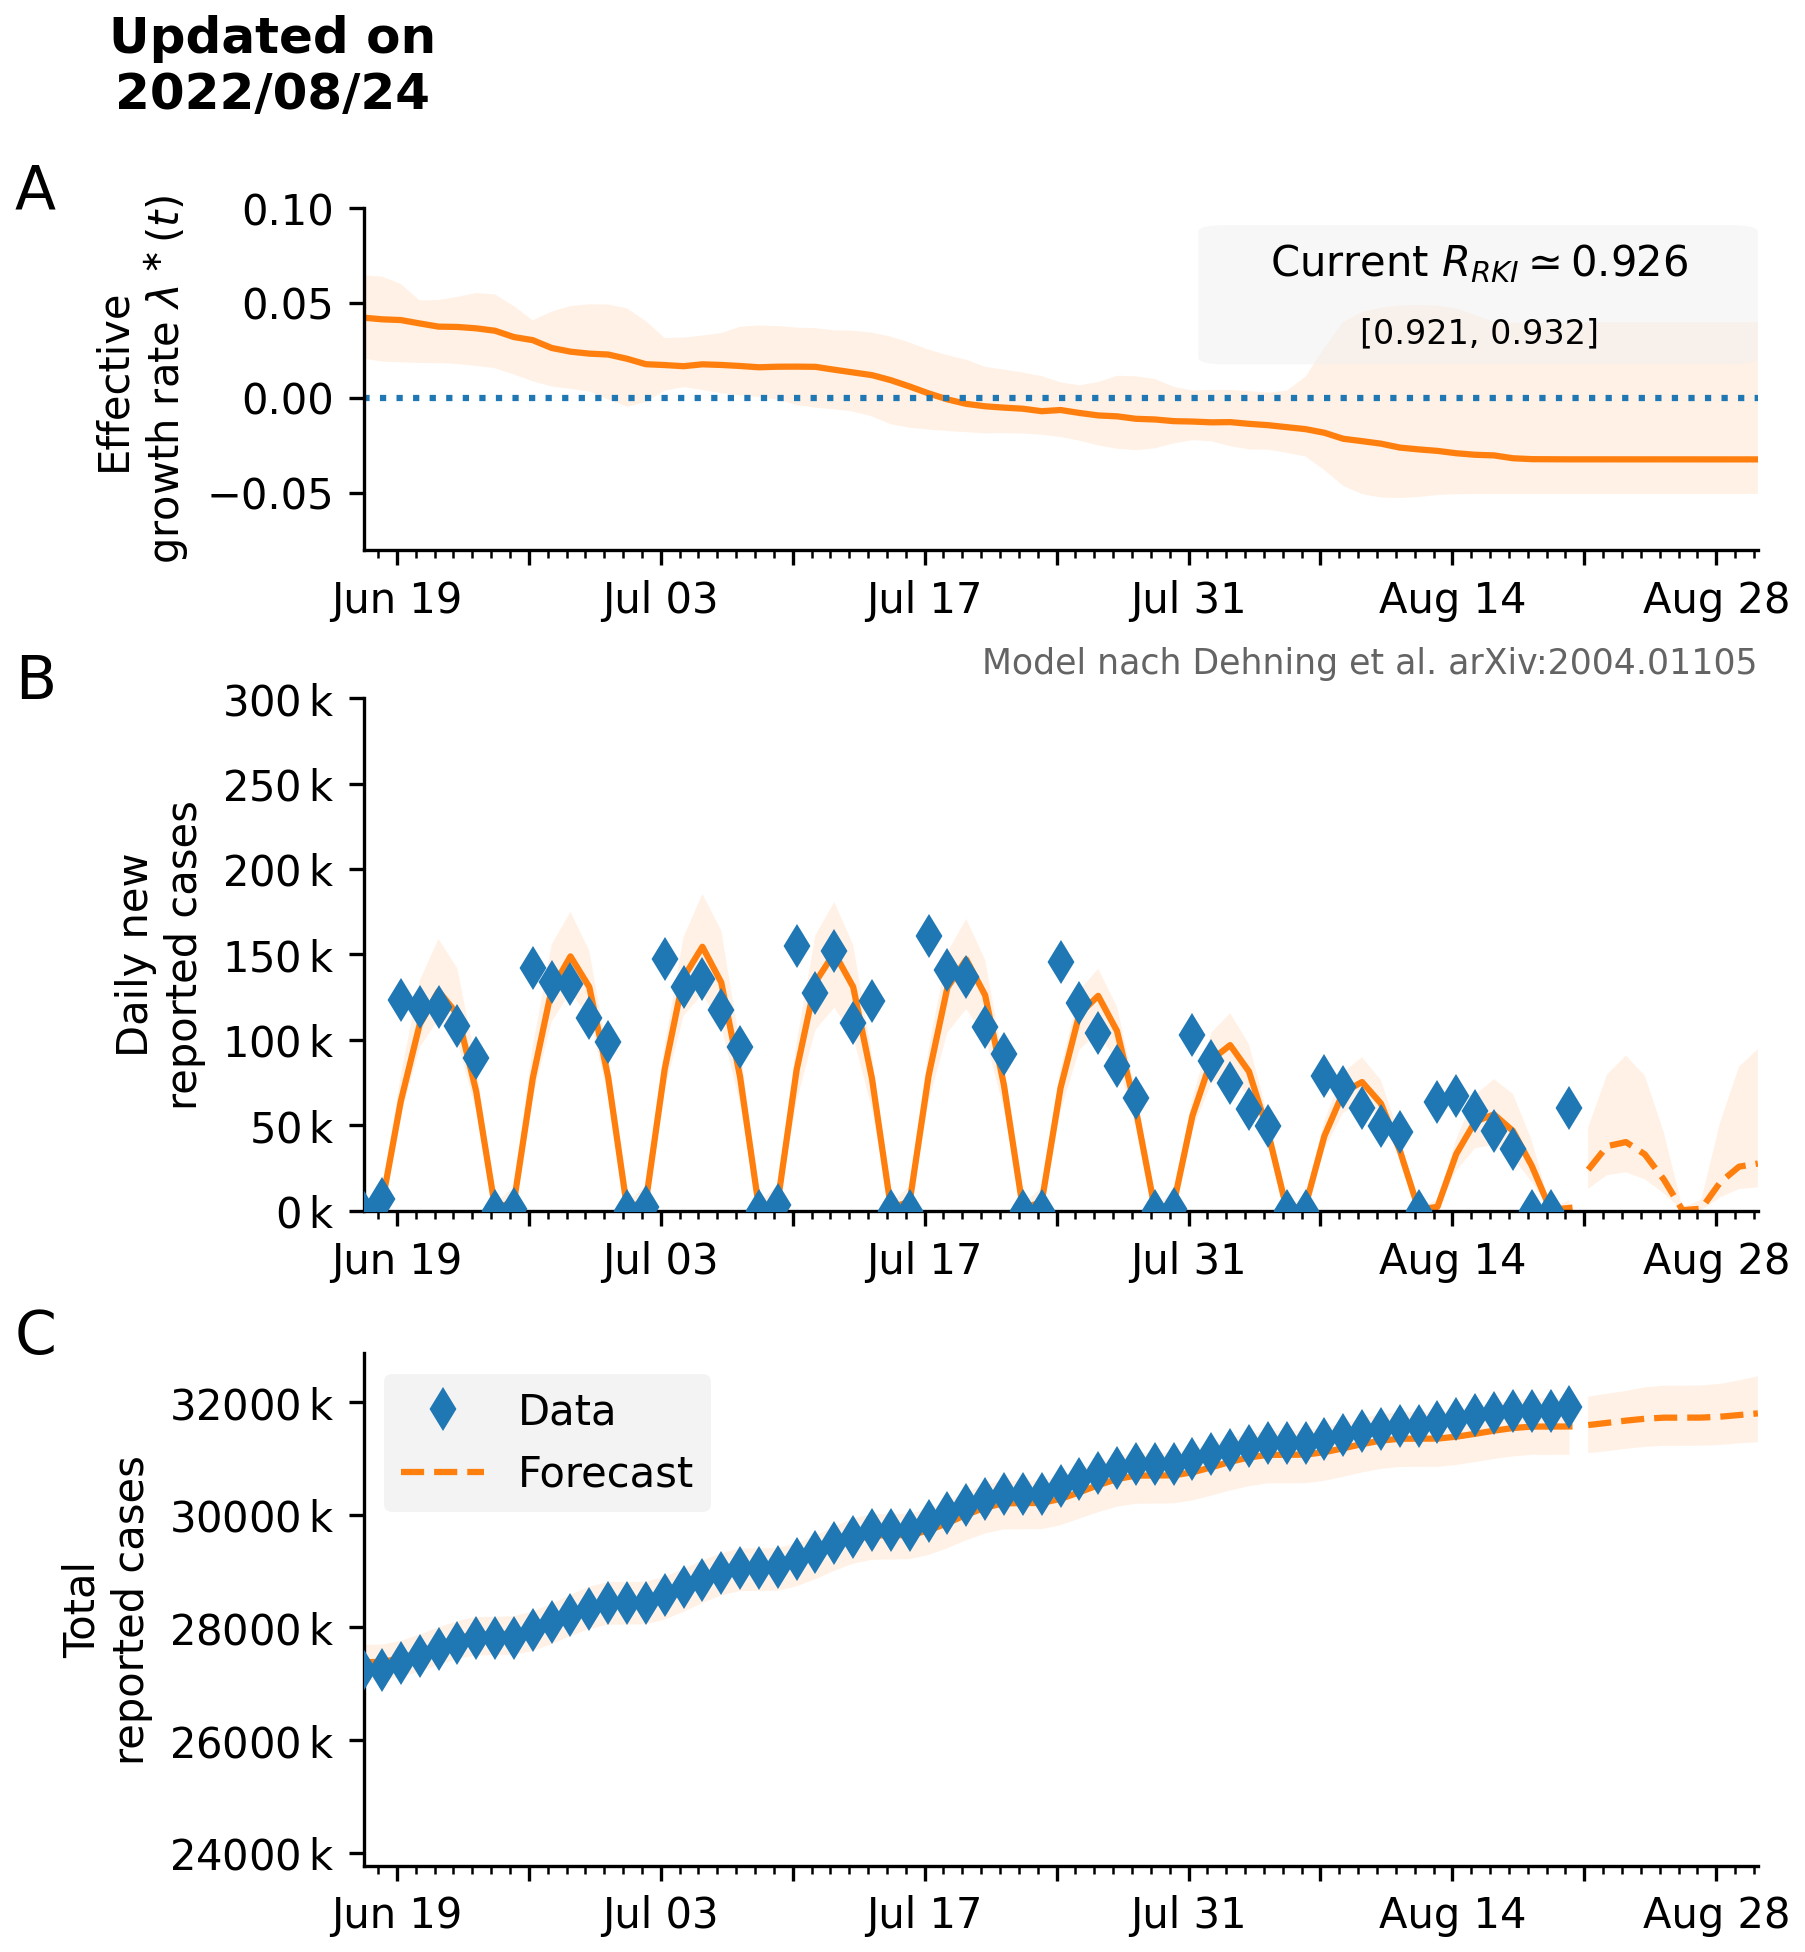 Updated on
2022/08/24
A
Effective
growth rate λ * (t)
0.10
0.05
0.00
−0.05
Current R_RKI ≃ 0.926
[0.921, 0.932]
Jun 19 Jul 03 Jul 17 Jul 31 Aug 14 Aug 28
Model nach Dehning et al. arXiv:2004.01105
B
Daily new
reported cases
300 k
250 k
200 k
150 k
100 k
50 k
0 k
Jun 19 Jul 03 Jul 17 Jul 31 Aug 14 Aug 28
C
Total
reported cases
32000 k
30000 k
28000 k
26000 k
24000 k
Data
Forecast
Jun 19 Jul 03 Jul 17 Jul 31 Aug 14 Aug 28